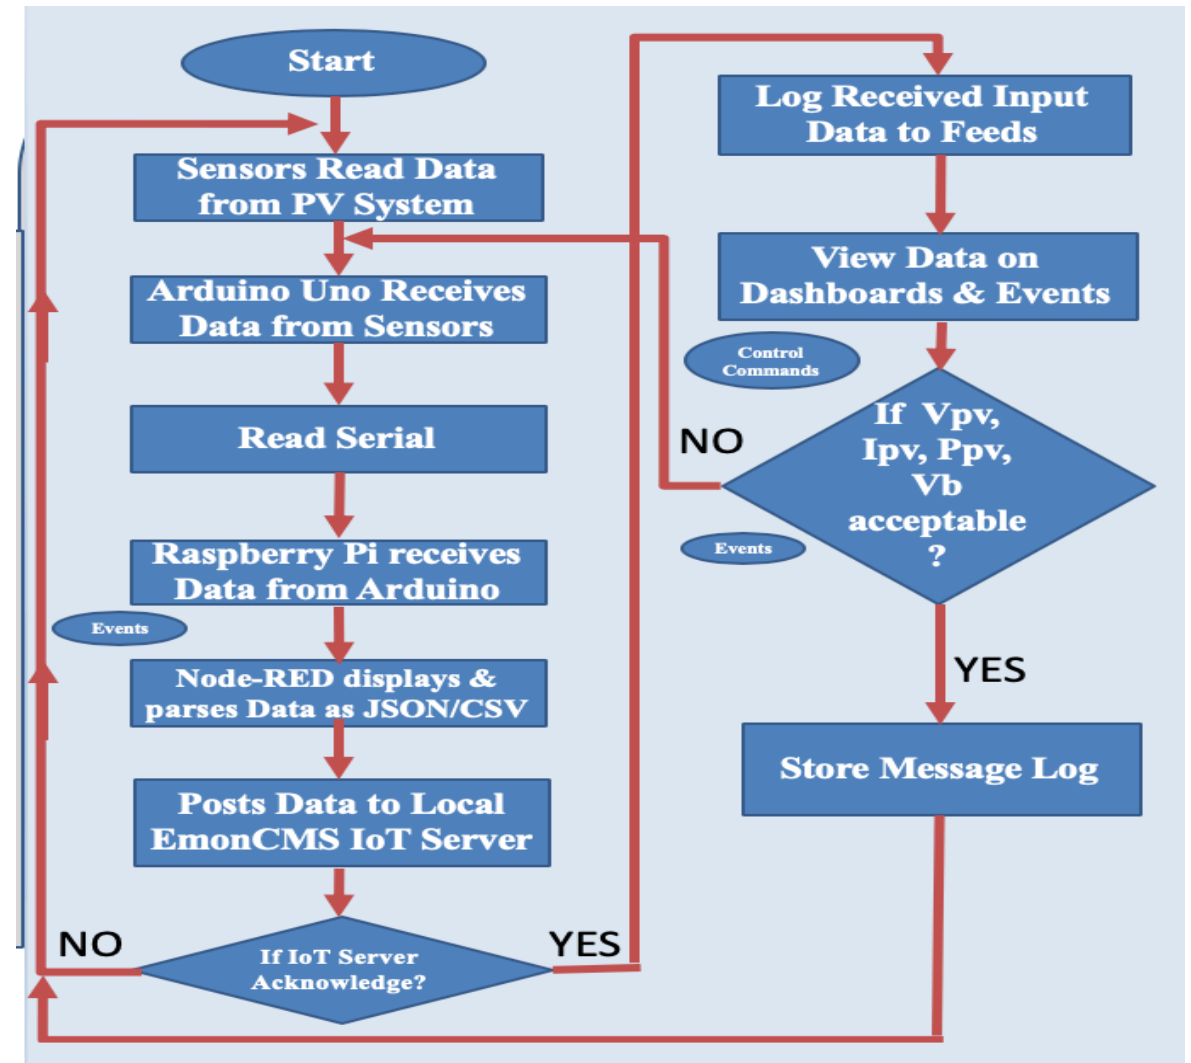 Start
Sensors Read Data
from PV System
Arduino Uno Receives
Data from Sensors
Read Serial
Raspberry Pi receives
Data from Arduino
Events
Node-RED displays &
parses Data as JSON/CSV
Posts Data to Local
EmonCMS IoT Server
If IoT Server
Acknowledge?
NO
YES
Log Received Input
Data to Feeds
View Data on
Dashboards & Events
Control
Commands
If Vpv,
Ipv, Ppv,
Vb
acceptable
?
NO
Events
YES
Store Message Log